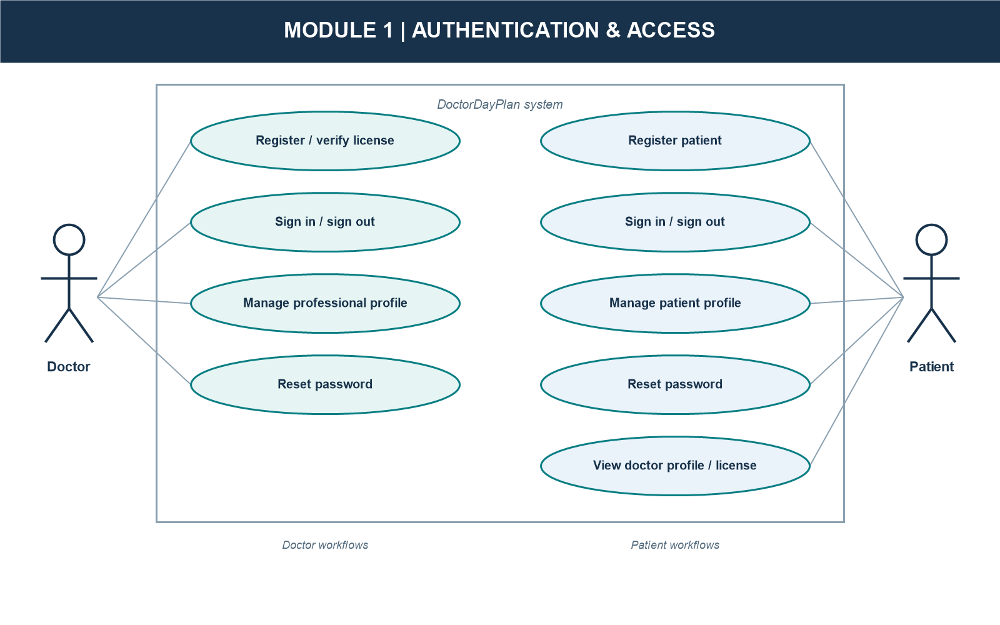 MODULE 1 | AUTHENTICATION & ACCESS
DoctorDayPlan system
Register / verify license
Register patient
Sign in / sign out
Sign in / sign out
Manage professional profile
Manage patient profile
Doctor
Patient
Reset password
Reset password
View doctor profile / license
Doctor workflows
Patient workflows